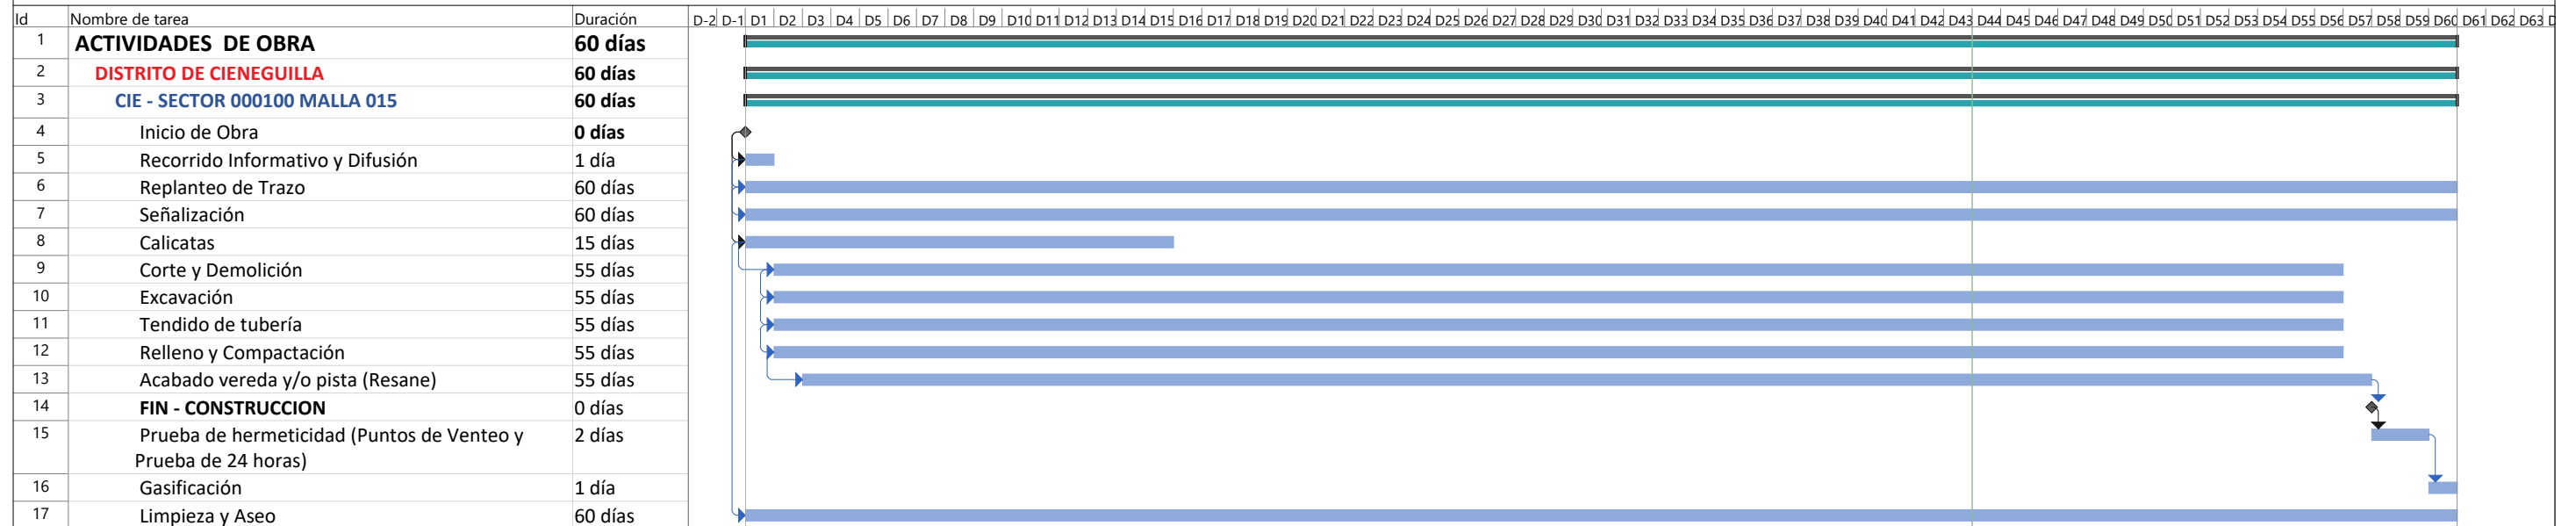 Id Nombre de tarea Duración D-2 D-1 D1 D2 D3 D4 D5 D6 D7 D8 D9 D10 D11 D12 D13 D14 D15 D16 D17 D18 D19 D20 D21 D22 D23 D24 D25 D26 D27 D28 D29 D30 D31 D32 D33 D34 D35 D36 D37 D38 D39 D40 D41 D42 D43 D44 D45 D46 D47 D48 D49 D50 D51 D52 D53 D54 D55 D56 D57 D58 D59 D60 D61 D62 D63
1 ACTIVIDADES DE OBRA 60 días
2 DISTRITO DE CIENEGUILLA 60 días
3 CIE - SECTOR 000100 MALLA 015 60 días
4 Inicio de Obra 0 días
5 Recorrido Informativo y Difusión 1 día
6 Replanteo de Trazo 60 días
7 Señalización 60 días
8 Calicatas 15 días
9 Corte y Demolición 55 días
10 Excavación 55 días
11 Tendido de tubería 55 días
12 Relleno y Compactación 55 días
13 Acabado vereda y/o pista (Resane) 55 días
14 FIN - CONSTRUCCION 0 días
15 Prueba de hermeticidad (Puntos de Venteo y 2 días
Prueba de 24 horas)
16 Gasificación 1 día
17 Limpieza y Aseo 60 días